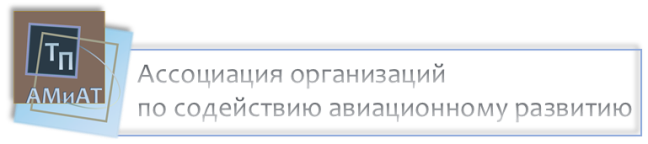 Тп
АМиАТ
Ассоциация организаций
по содействию авиационному развитию